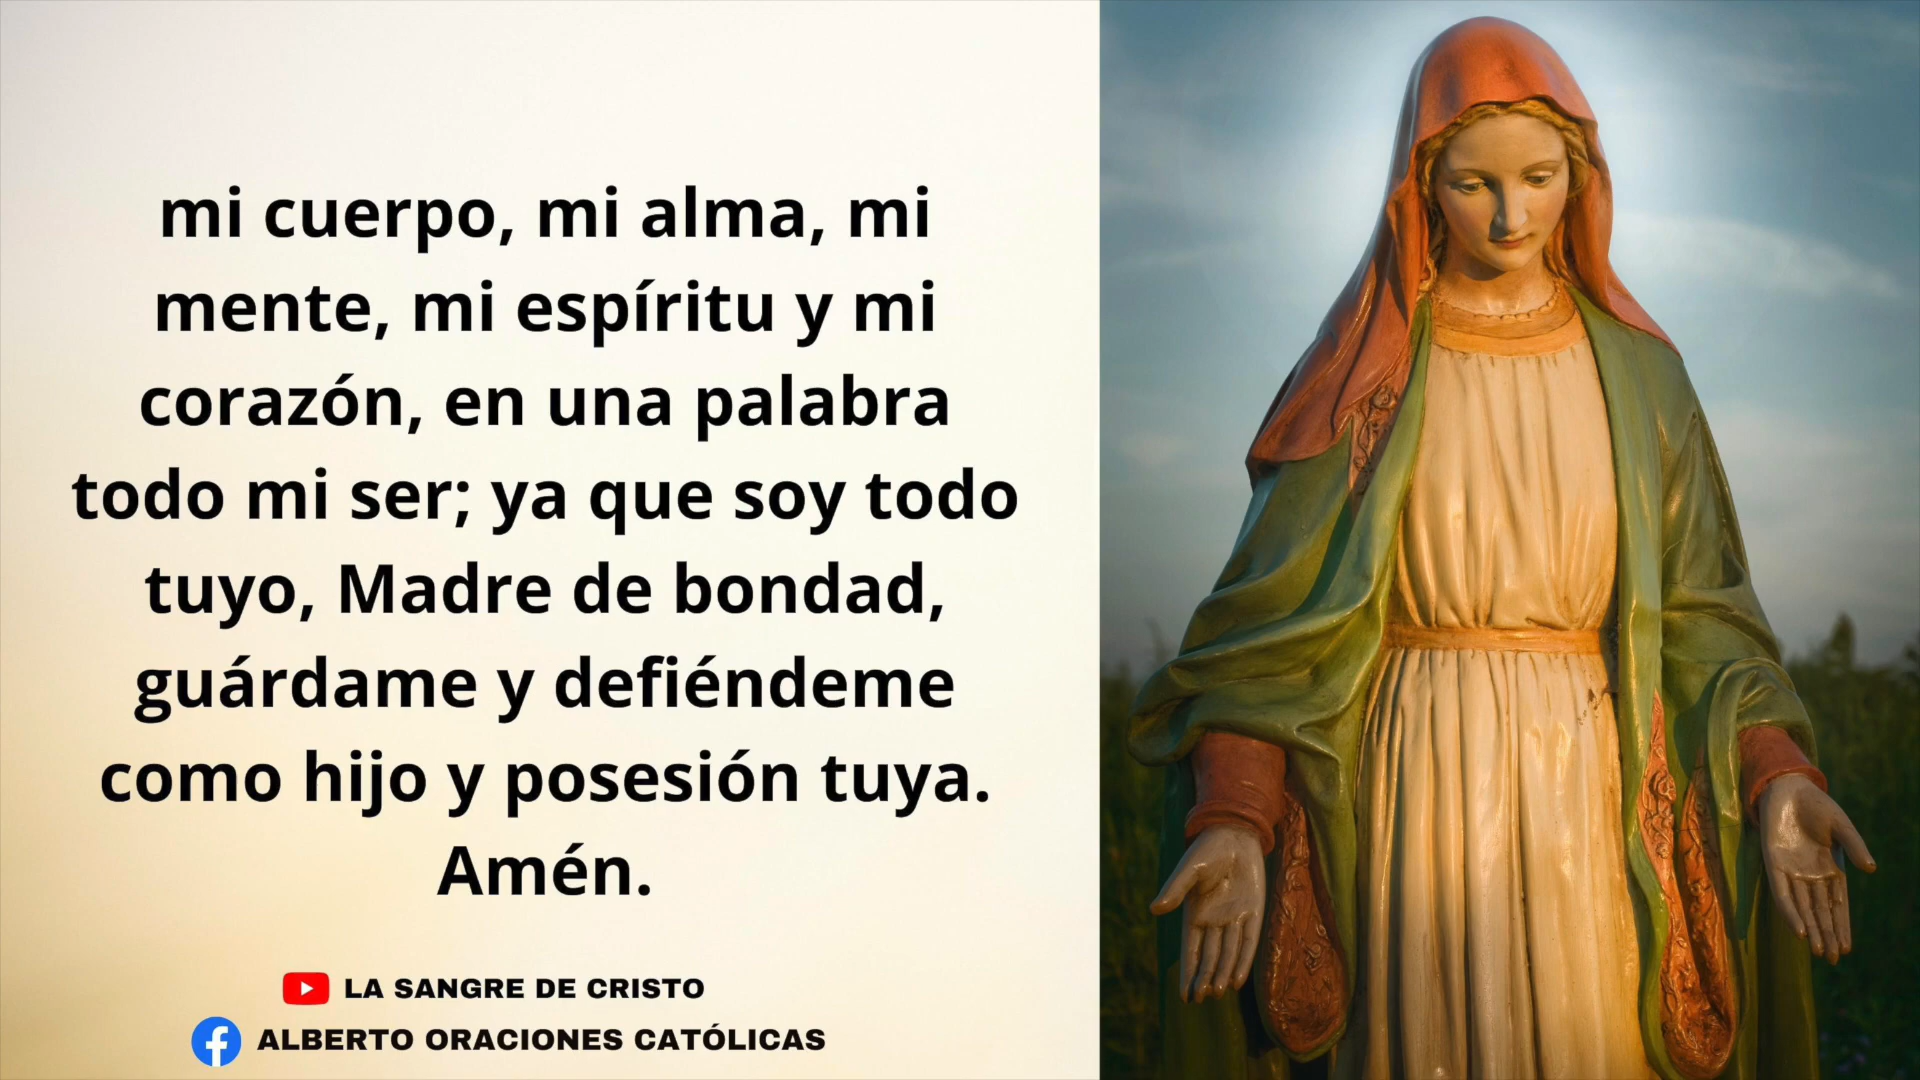 mi cuerpo, mi alma, mi
mente, mi espíritu y mi
corazón, en una palabra
todo mi ser; ya que soy todo
tuyo, Madre de bondad,
guárdame y defiéndeme
como hijo y posesión tuya.
Amén.
LA SANGRE DE CRISTO
ALBERTO ORACIONES CATÓLICAS